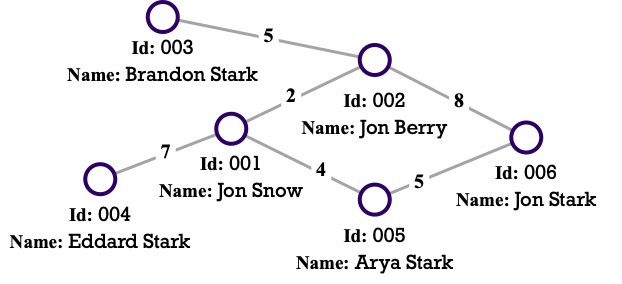 5
Id: 003
Name: Brandon Stark
2
8
Id: 002
Name: Jon Berry
7
Id: 001
Name: Jon Snow
4
5
Id: 006
Name: Jon Stark
Id: 004
Name: Eddard Stark
Id: 005
Name: Arya Stark